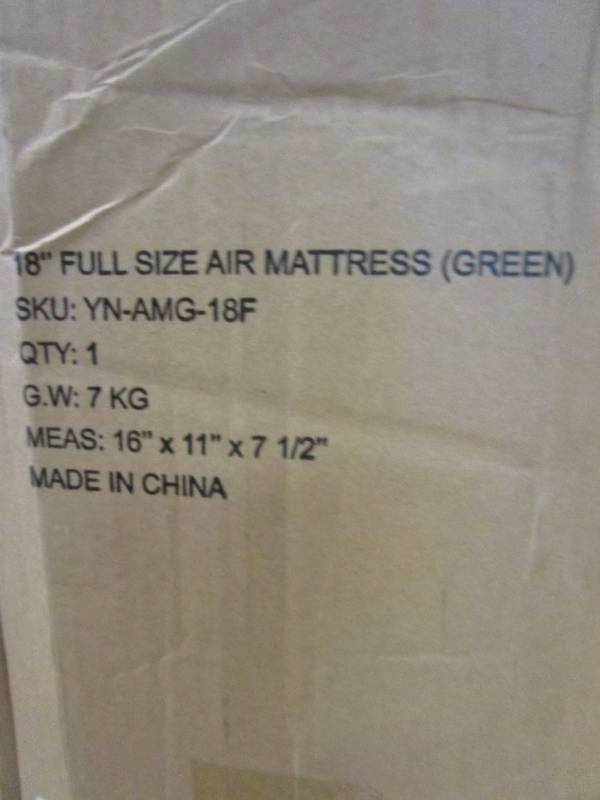 18" FULL SIZE AIR MATTRESS (GREEN)
SKU: YN-AMG-18F
QTY: 1
G.W: 7 KG
MEAS: 16" x 11" x 7 1/2"
MADE IN CHINA